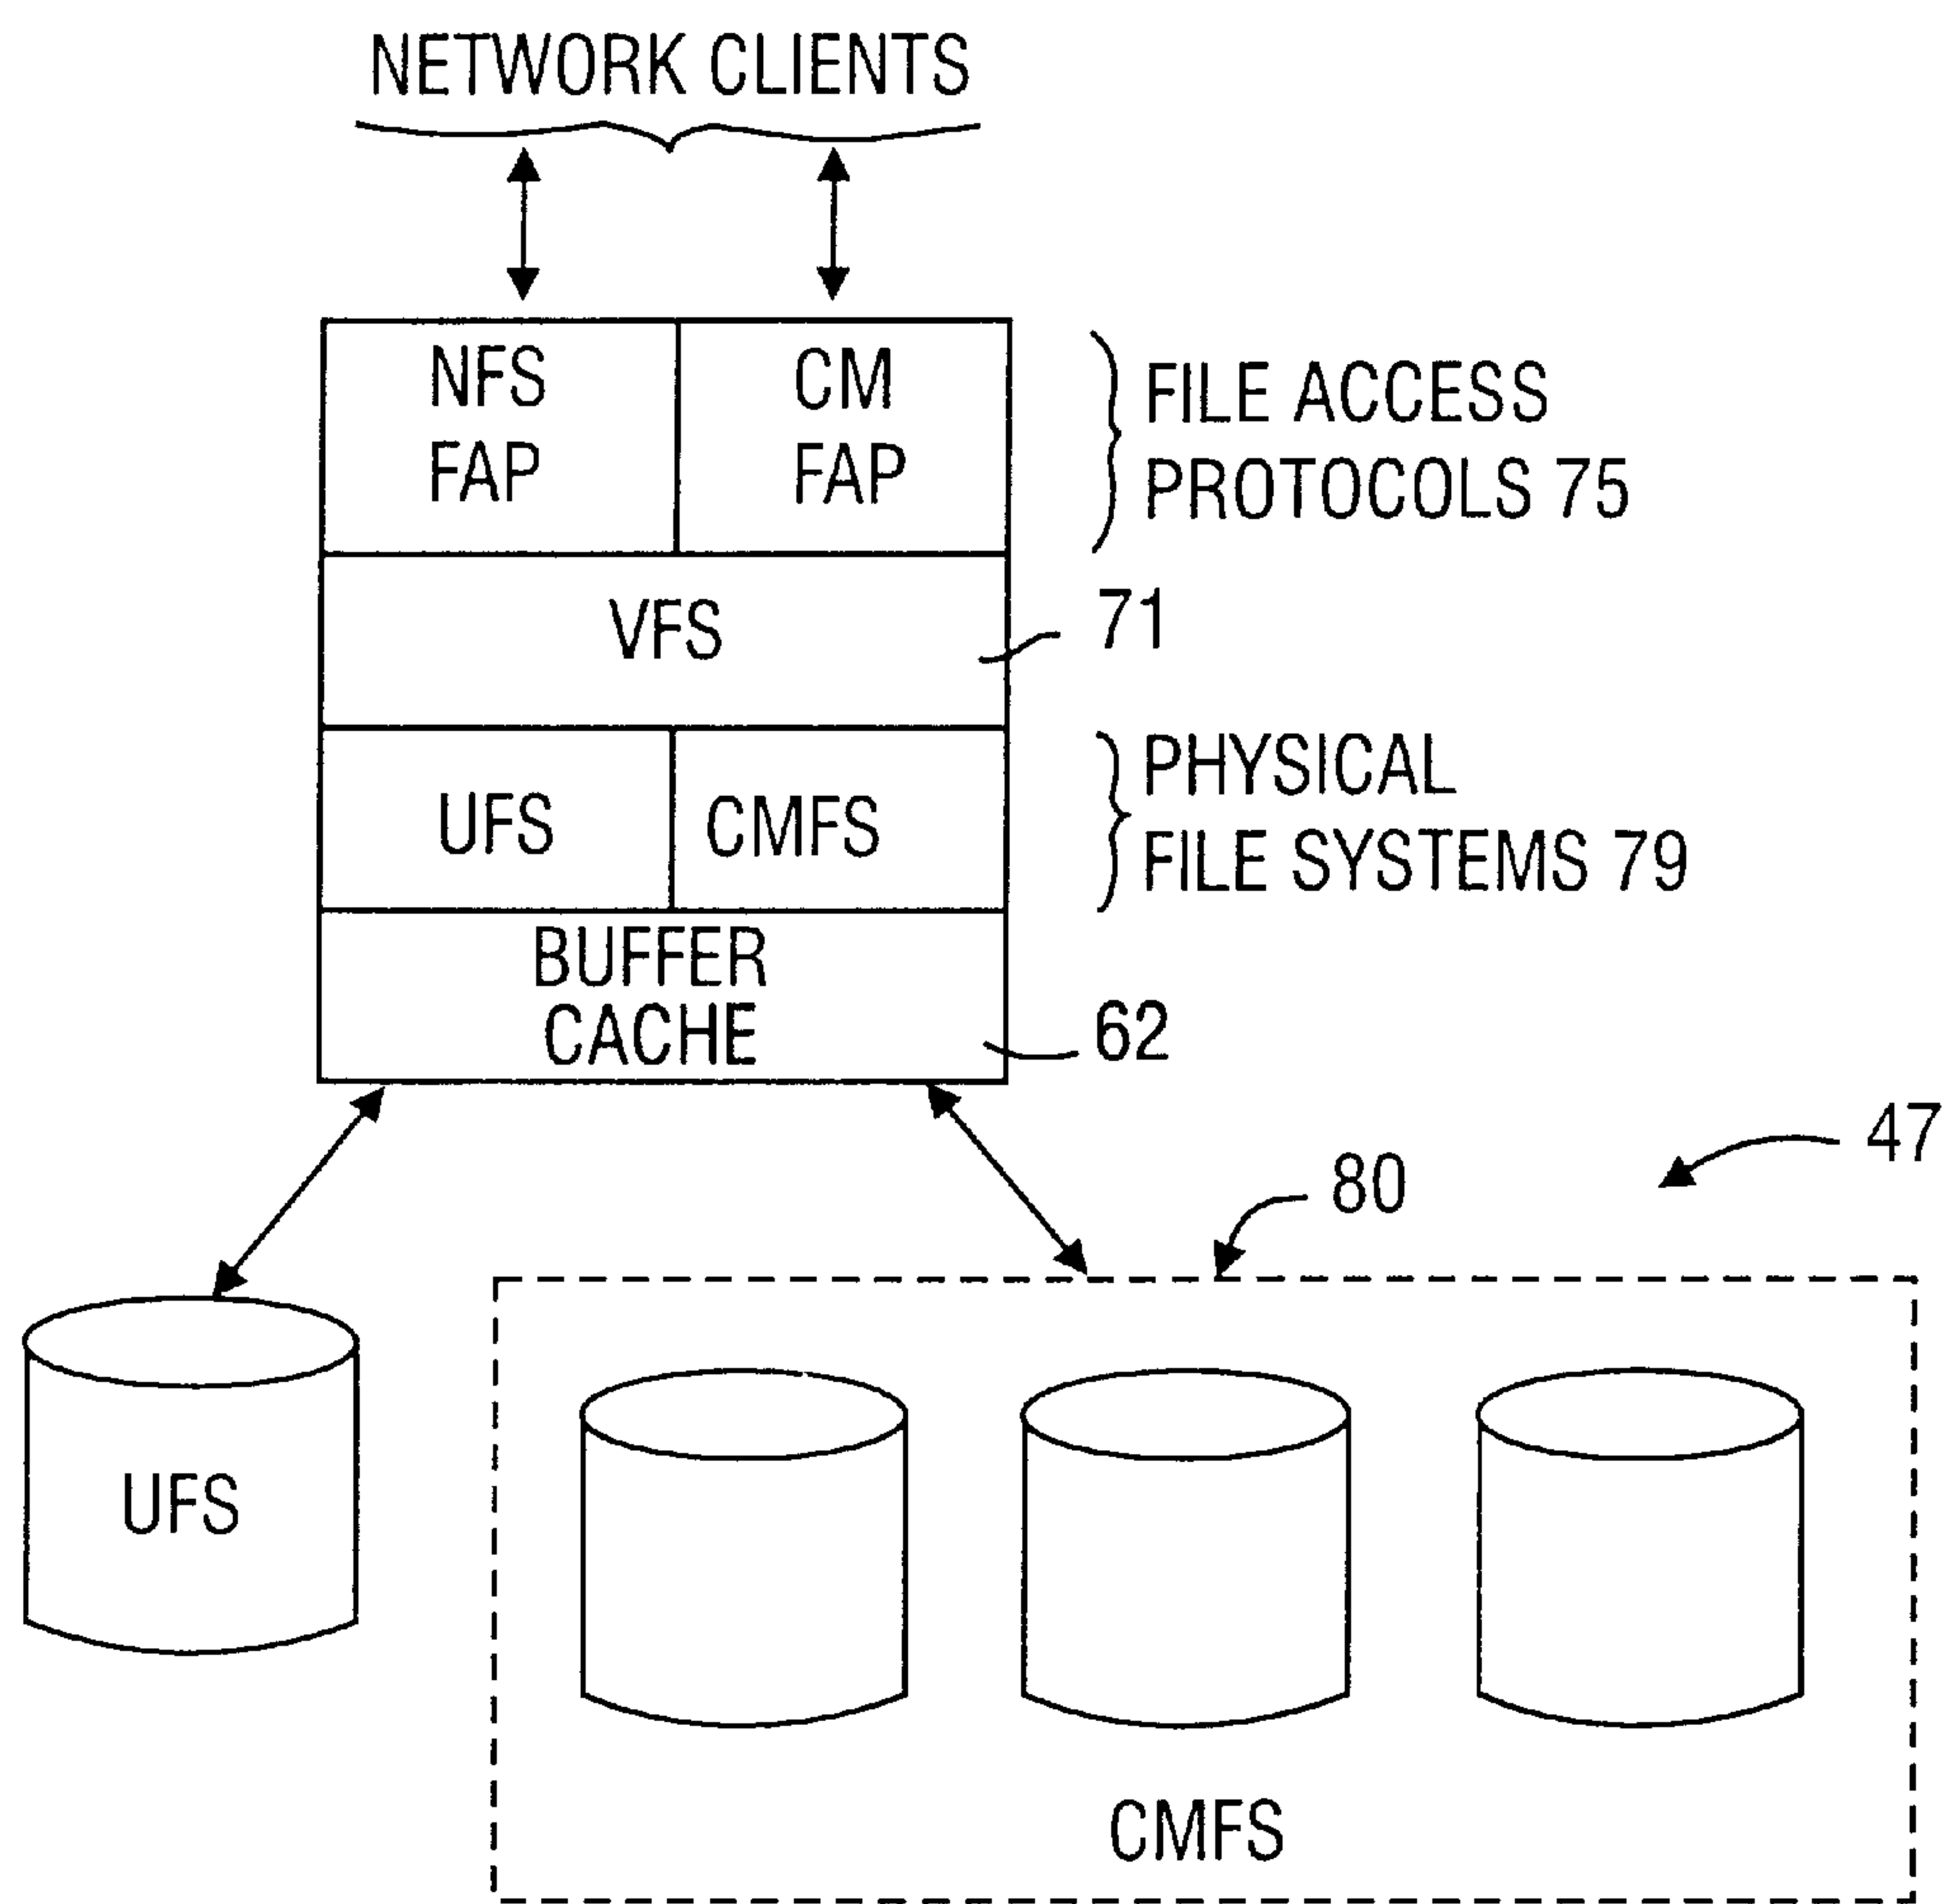 NETWORK CLIENTS
NFS
FAP
CM
FAP
FILE ACCESS
PROTOCOLS 75
VFS
71
UFS
CMFS
PHYSICAL
FILE SYSTEMS 79
BUFFER
CACHE
62
47
80
UFS
CMFS